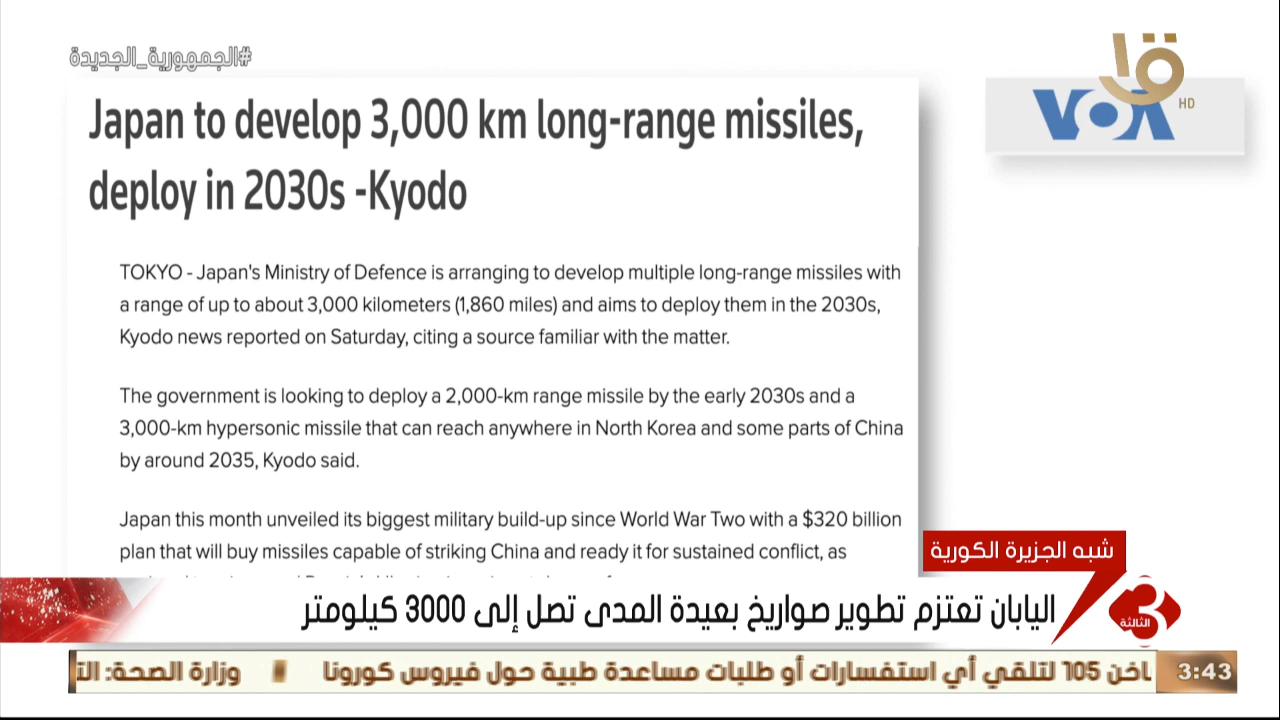 #الجمهورية_الجديدة
VOA
HD
Japan to develop 3,000 km long-range missiles,
deploy in 2030s -Kyodo
TOKYO - Japan's Ministry of Defence is arranging to develop multiple long-range missiles with
a range of up to about 3,000 kilometers (1,860 miles) and aims to deploy them in the 2030s,
Kyodo news reported on Saturday, citing a source familiar with the matter.
The government is looking to deploy a 2,000-km range missile by the early 2030s and a
3,000-km hypersonic missile that can reach anywhere in North Korea and some parts of China
by around 2035, Kyodo said.
Japan this month unveiled its biggest military build-up since World War Two with a $320 billion
plan that will buy missiles capable of striking China and ready it for sustained conflict, as
شبه الجزيرة الكورية
اليابان تعتزم تطوير صواريخ بعيدة المدى تصل إلى 3000 كيلومتر
3
الثالثة
3:43
ـاخن 105 لتلقي أي استفسارات أو طلبات مساعدة طبية حول فيروس كورونا وزارة الصحة: الت